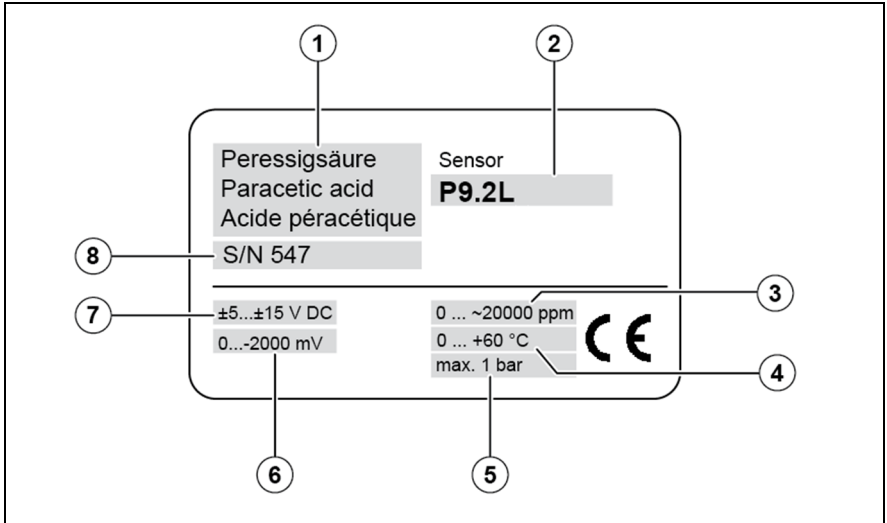 1
2
Peressigsäure
Paracetic acid
Acide péracétique
Sensor
P9.2L
8
S/N 547
7
±5...±15 V DC
0...-2000 mV
0 ... ~20000 ppm
0 ... +60 °C
max. 1 bar
CE
3
4
6
5